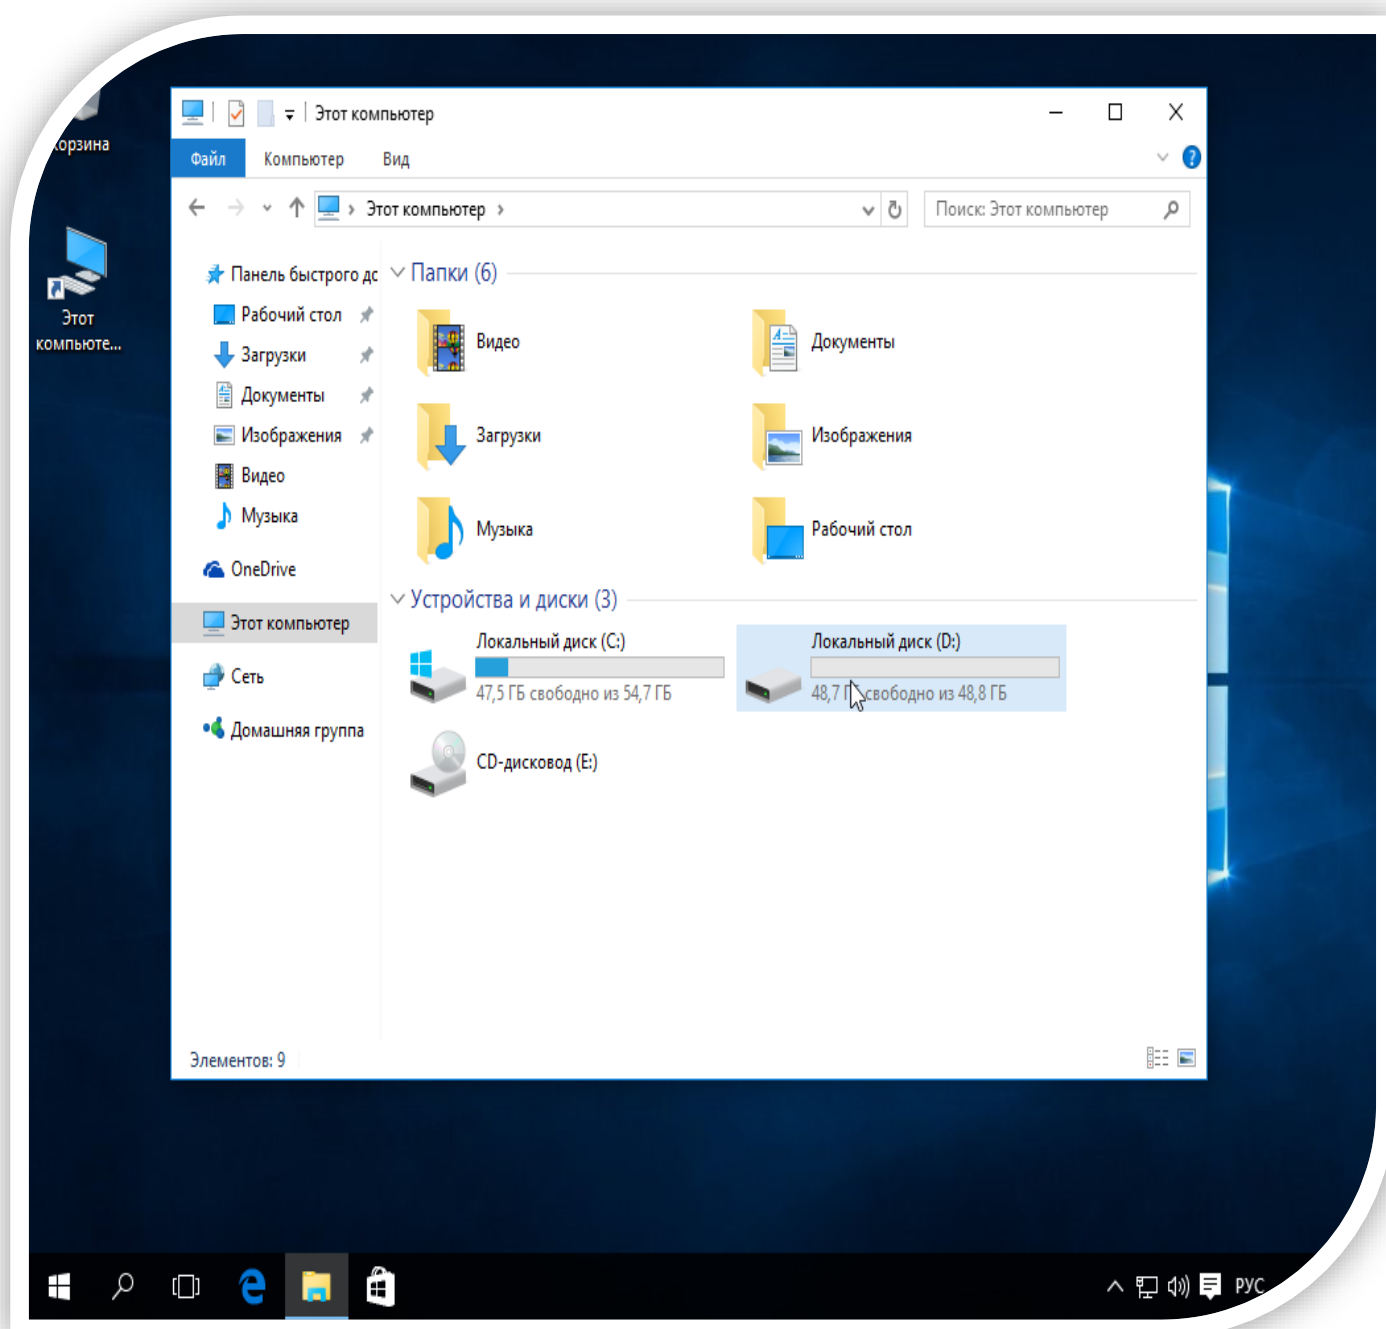 орзина
Этот
компьюте...
Этот компьютер
Файл
Компьютер
Вид
Этот компьютер
Поиск: Этот компьютер
Панель быстрого дс
Рабочий стол
Загрузки
Документы
Изображения
Видео
Музыка
OneDrive
Этот компьютер
Сеть
Домашняя группа
Папки (6)
Видео
Документы
Загрузки
Изображения
Музыка
Рабочий стол
Устройства и диски (3)
Локальный диск (C:)
47,5 ГБ свободно из 54,7 ГБ
Локальный диск (D:)
48,7 ГБ свободно из 48,8 ГБ
CD-дисковод (E:)
Элементов: 9
РУС